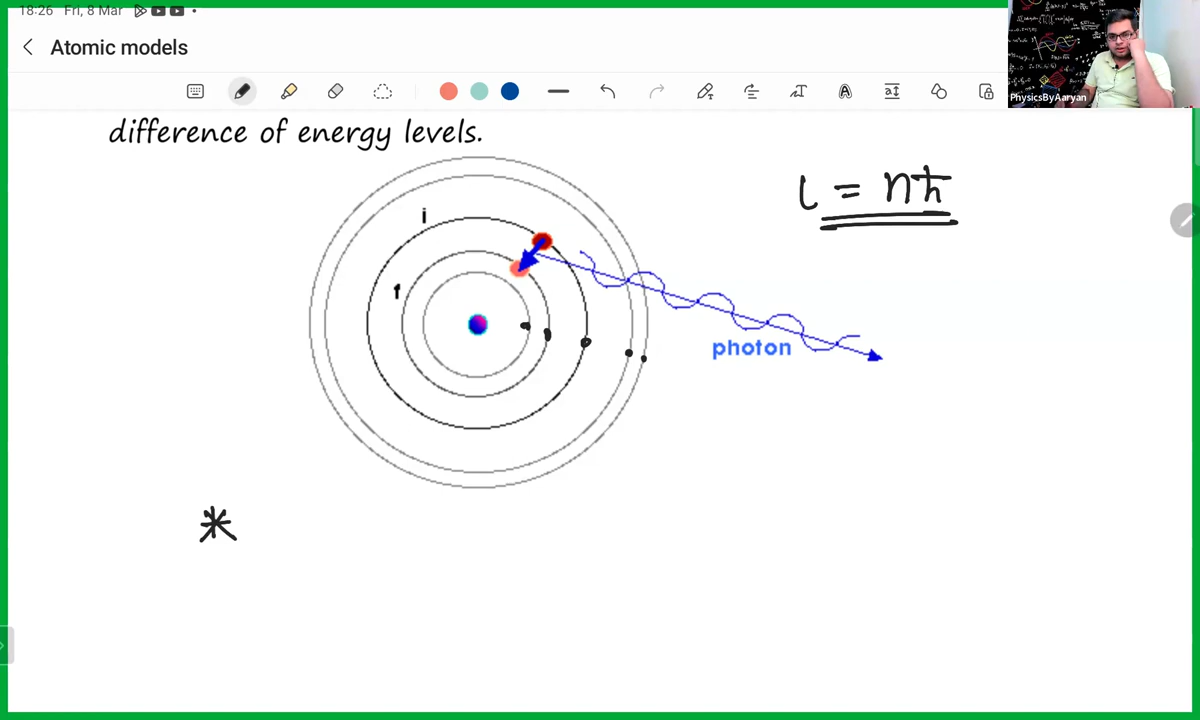 18:26 Fri, 8 Mar
PhysicsByAaryan
Atomic models
difference of energy levels.
L = nħ
i
f
photon
*